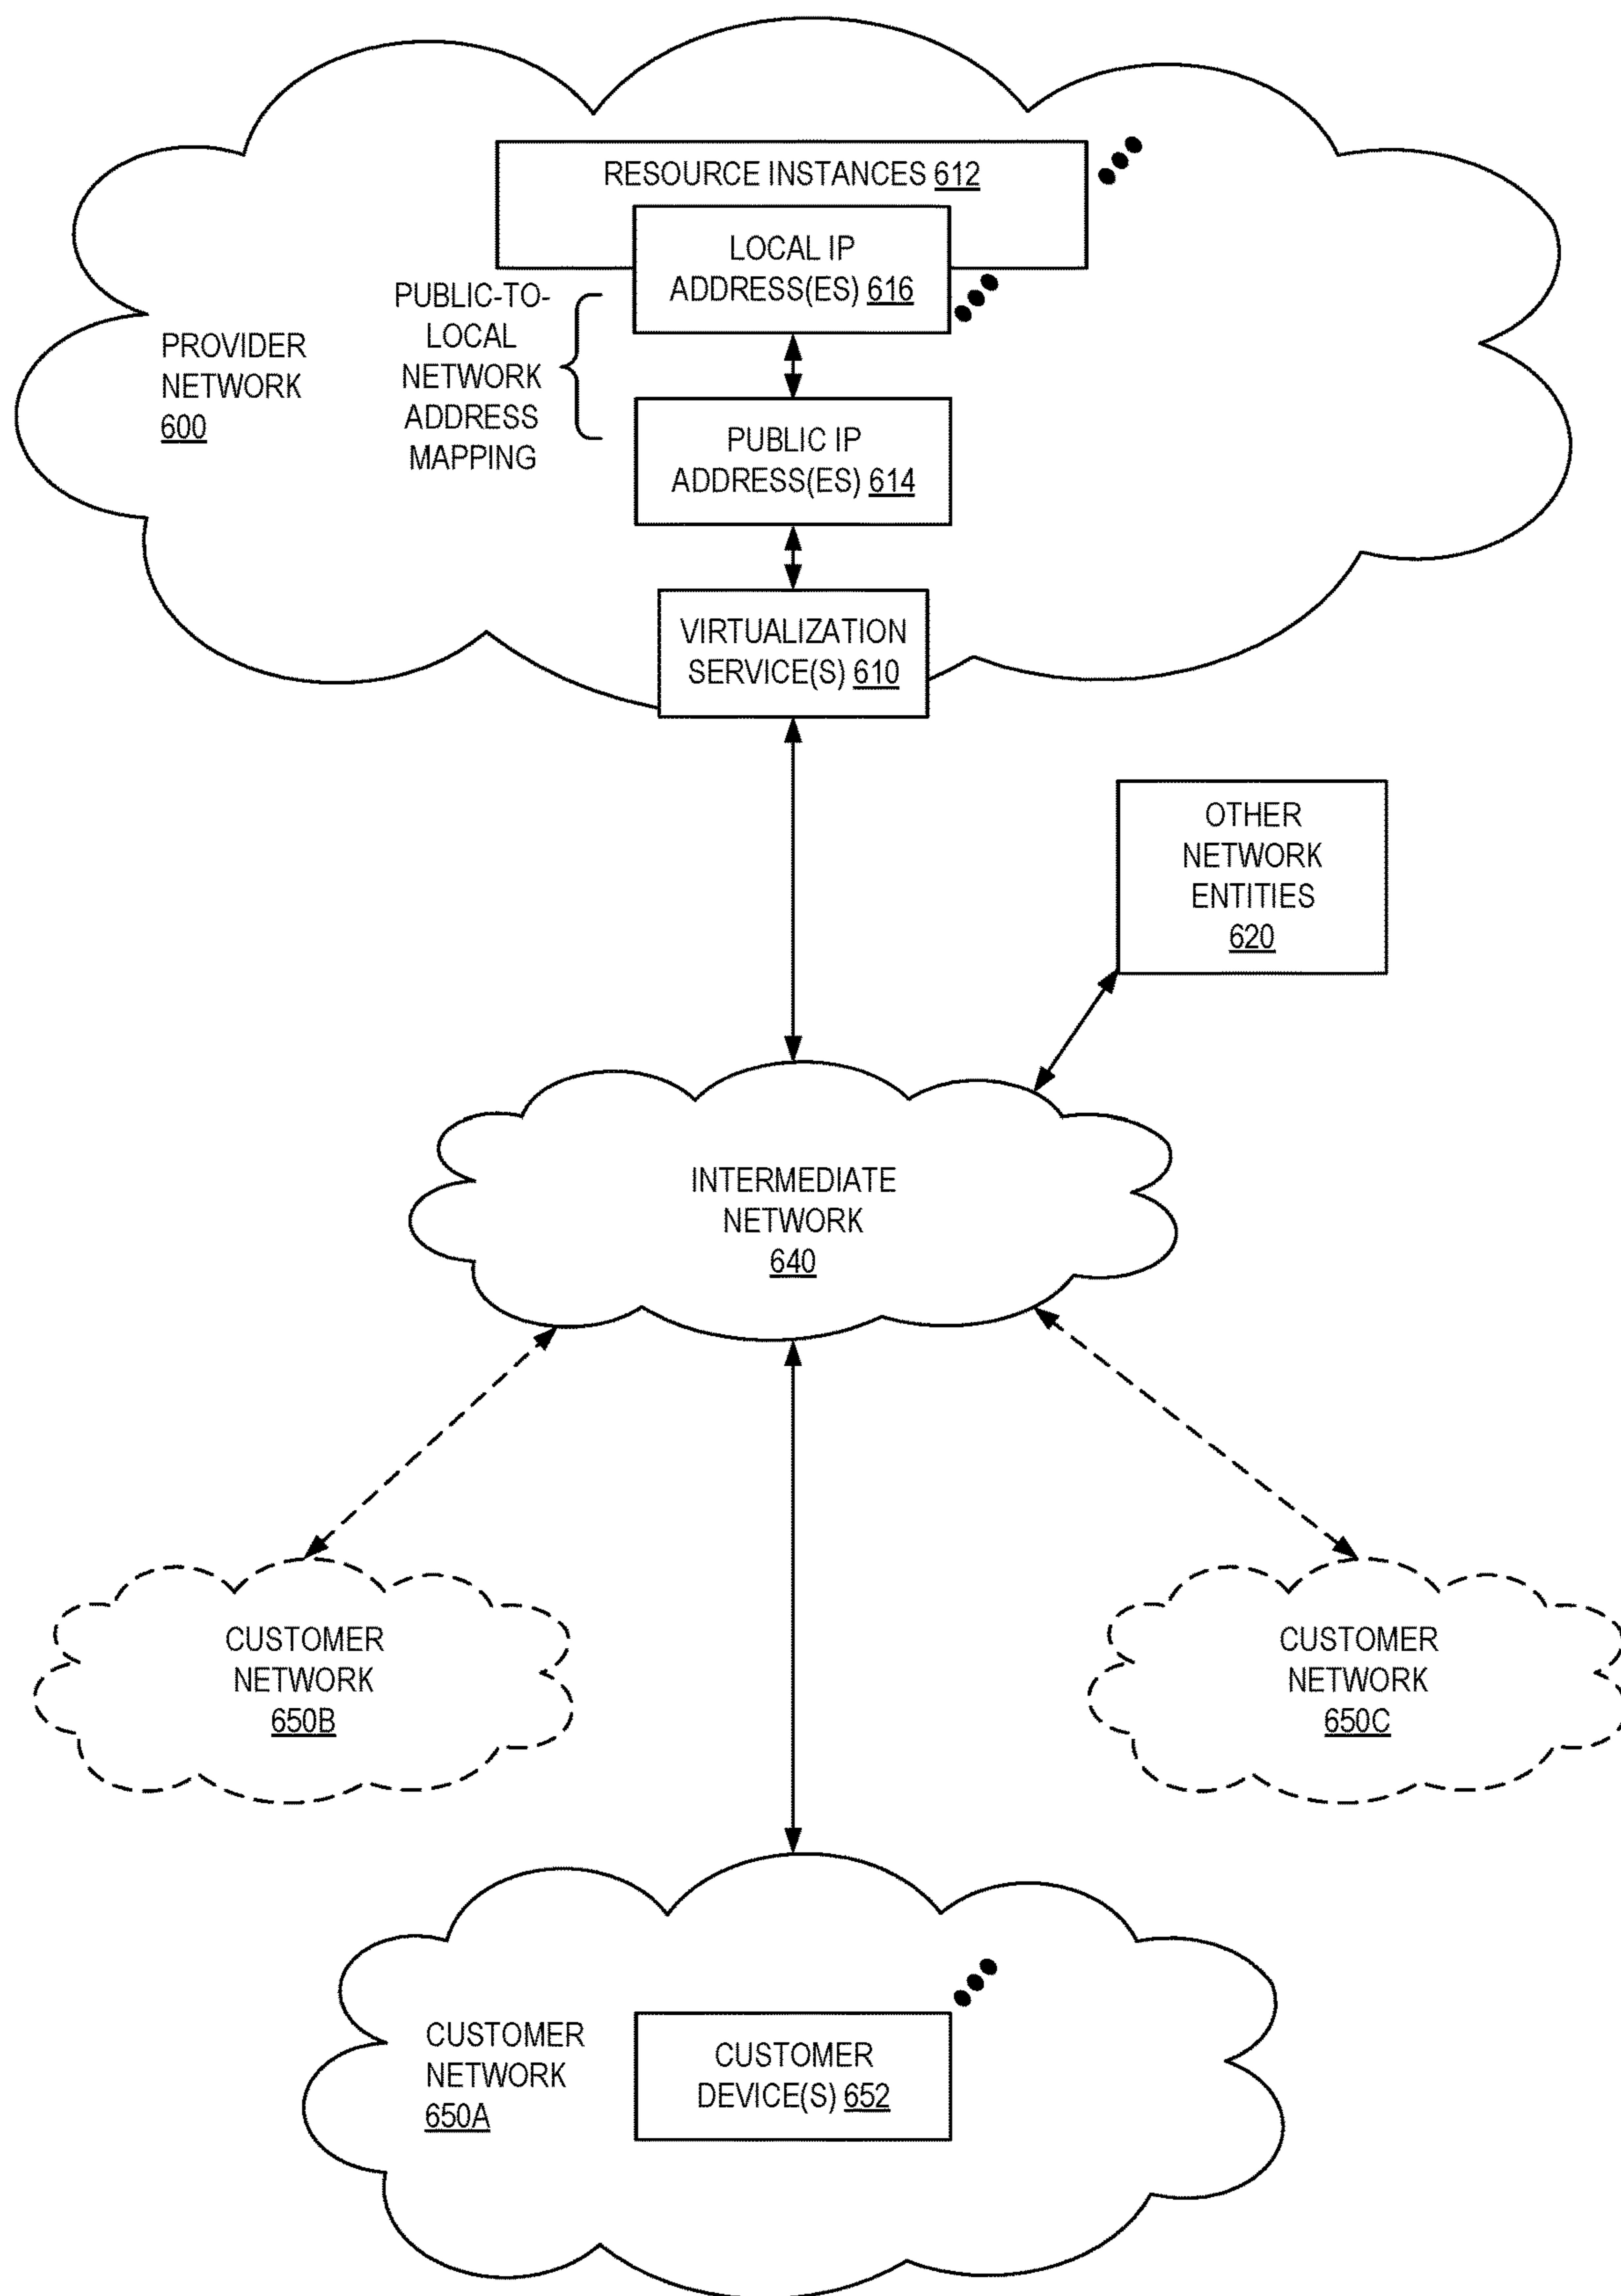 RESOURCE INSTANCES 612
LOCAL IP
ADDRESS(ES) 616
PUBLIC-TO-
LOCAL
NETWORK
ADDRESS
MAPPING
PROVIDER
NETWORK
600
PUBLIC IP
ADDRESS(ES) 614
VIRTUALIZATION
SERVICE(S) 610
OTHER
NETWORK
ENTITIES
620
INTERMEDIATE
NETWORK
640
CUSTOMER
NETWORK
650B
CUSTOMER
NETWORK
650C
CUSTOMER
NETWORK
650A
CUSTOMER
DEVICE(S) 652